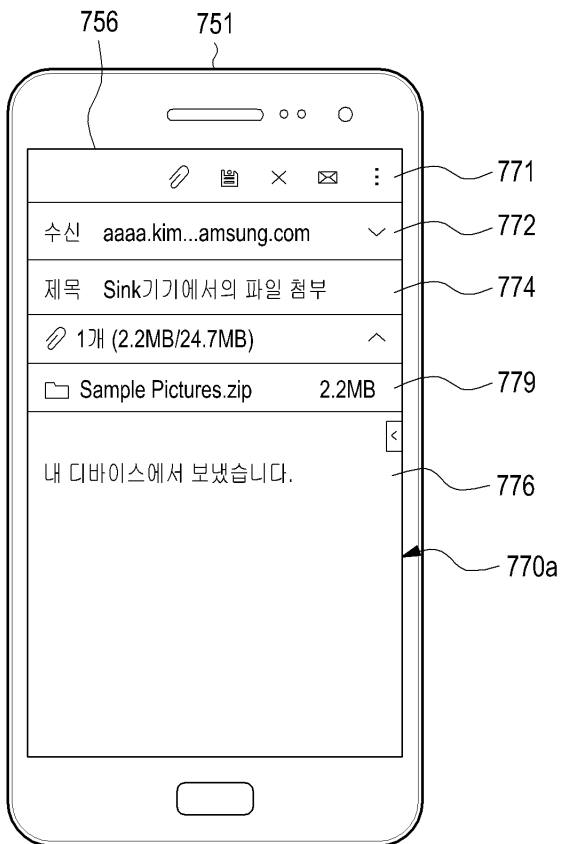 756
751
771
수신 aaaa.kim...amsung.com
772
제목 Sink기기에서의 파일 첨부
774
1개 (2.2MB/24.7MB)
Sample Pictures.zip 2.2MB
779
내 디바이스에서 보냈습니다.
776
770a